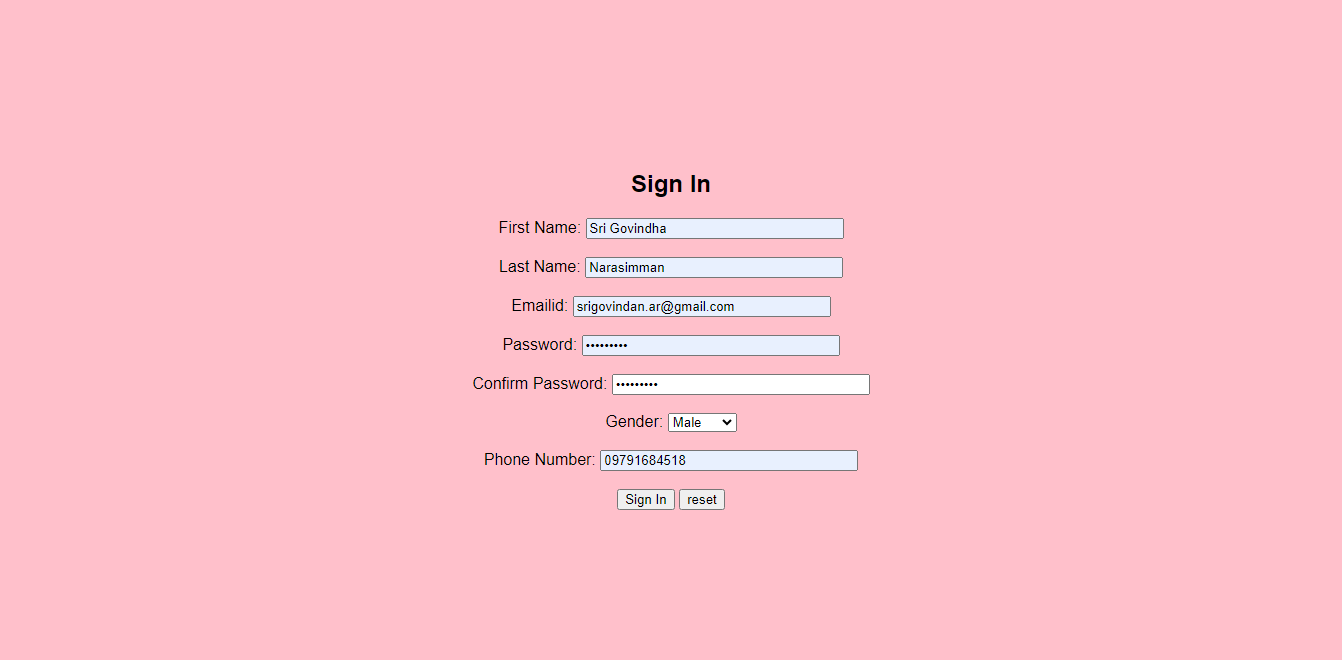 Sign In
First Name: Sri Govindha
Last Name: Narasimman
Emailid: srigovindan.ar@gmail.com
Password: •••••••••
Confirm Password: •••••••••
Gender: Male
Phone Number: 09791684518
Sign In reset